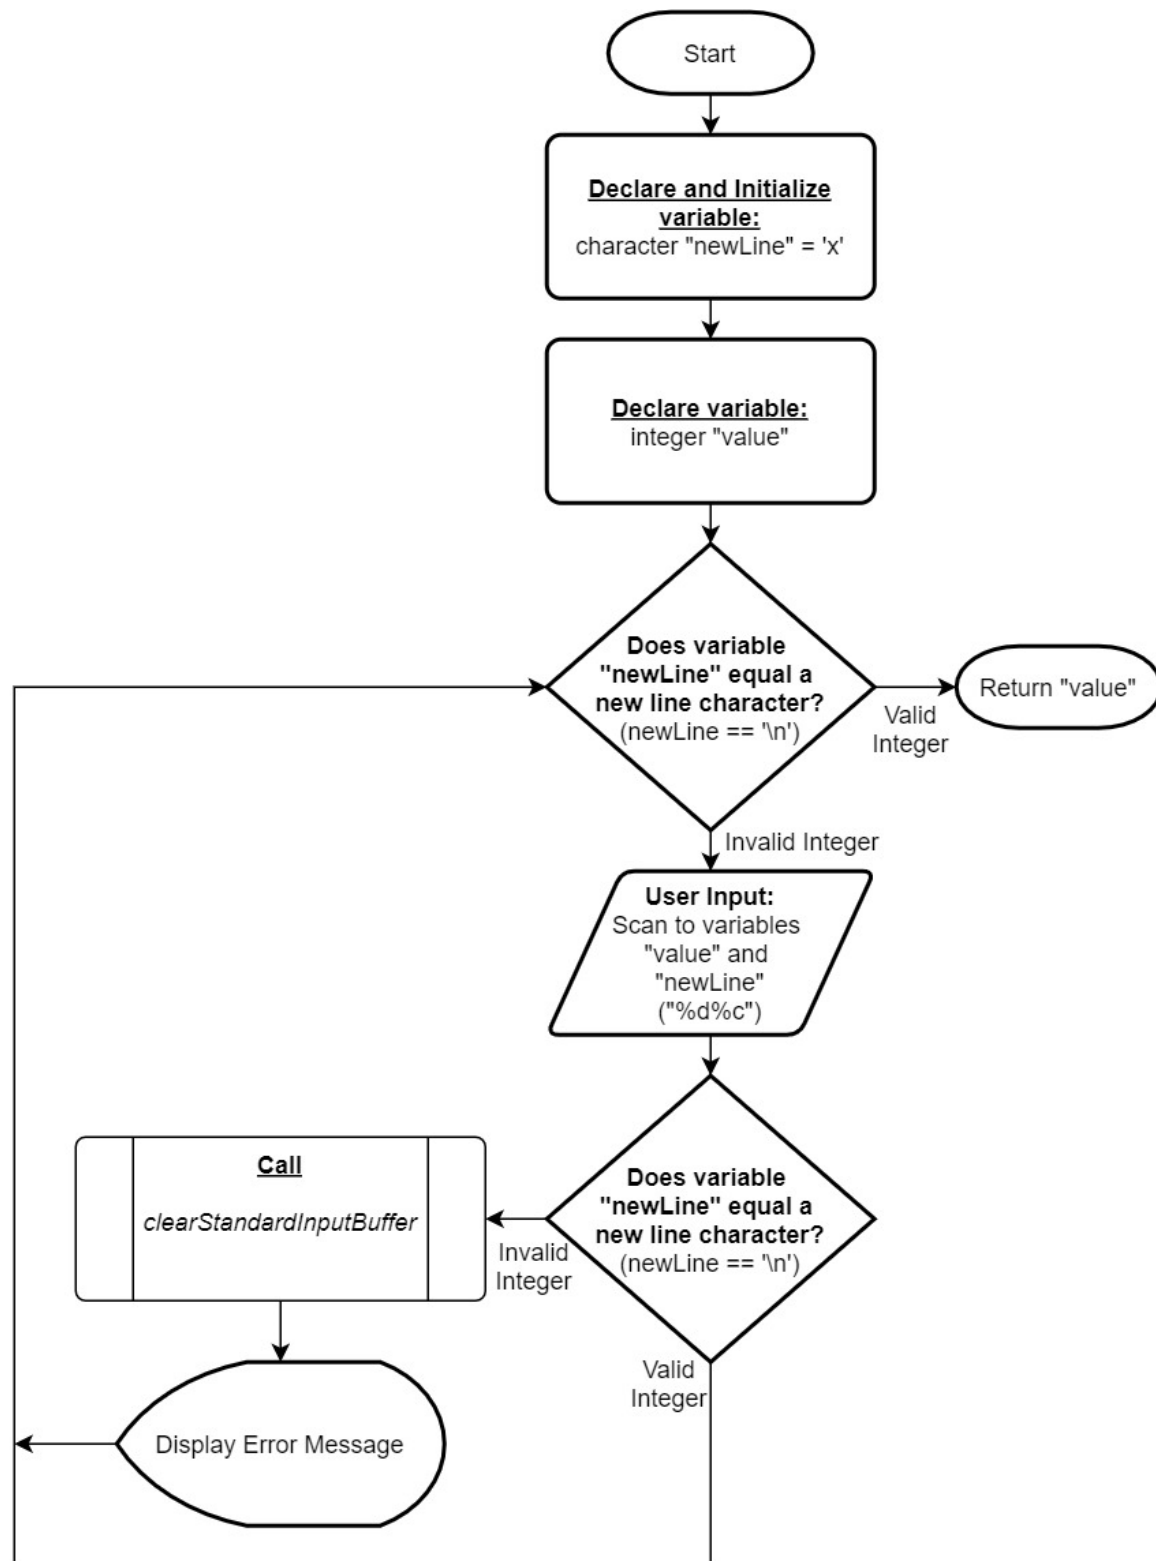 Start
Declare and Initialize
variable:
character "newLine" = 'x'
Declare variable:
integer "value"
Does variable
"newLine" equal a
new line character?
(newLine == '\n')
Valid
Integer
Return "value"
Invalid Integer
User Input:
Scan to variables
"value" and
"newLine"
("%d%c")
Does variable
"newLine" equal a
new line character?
(newLine == '\n')
Invalid
Integer
Call
clearStandardInputBuffer
Valid
Integer
Display Error Message